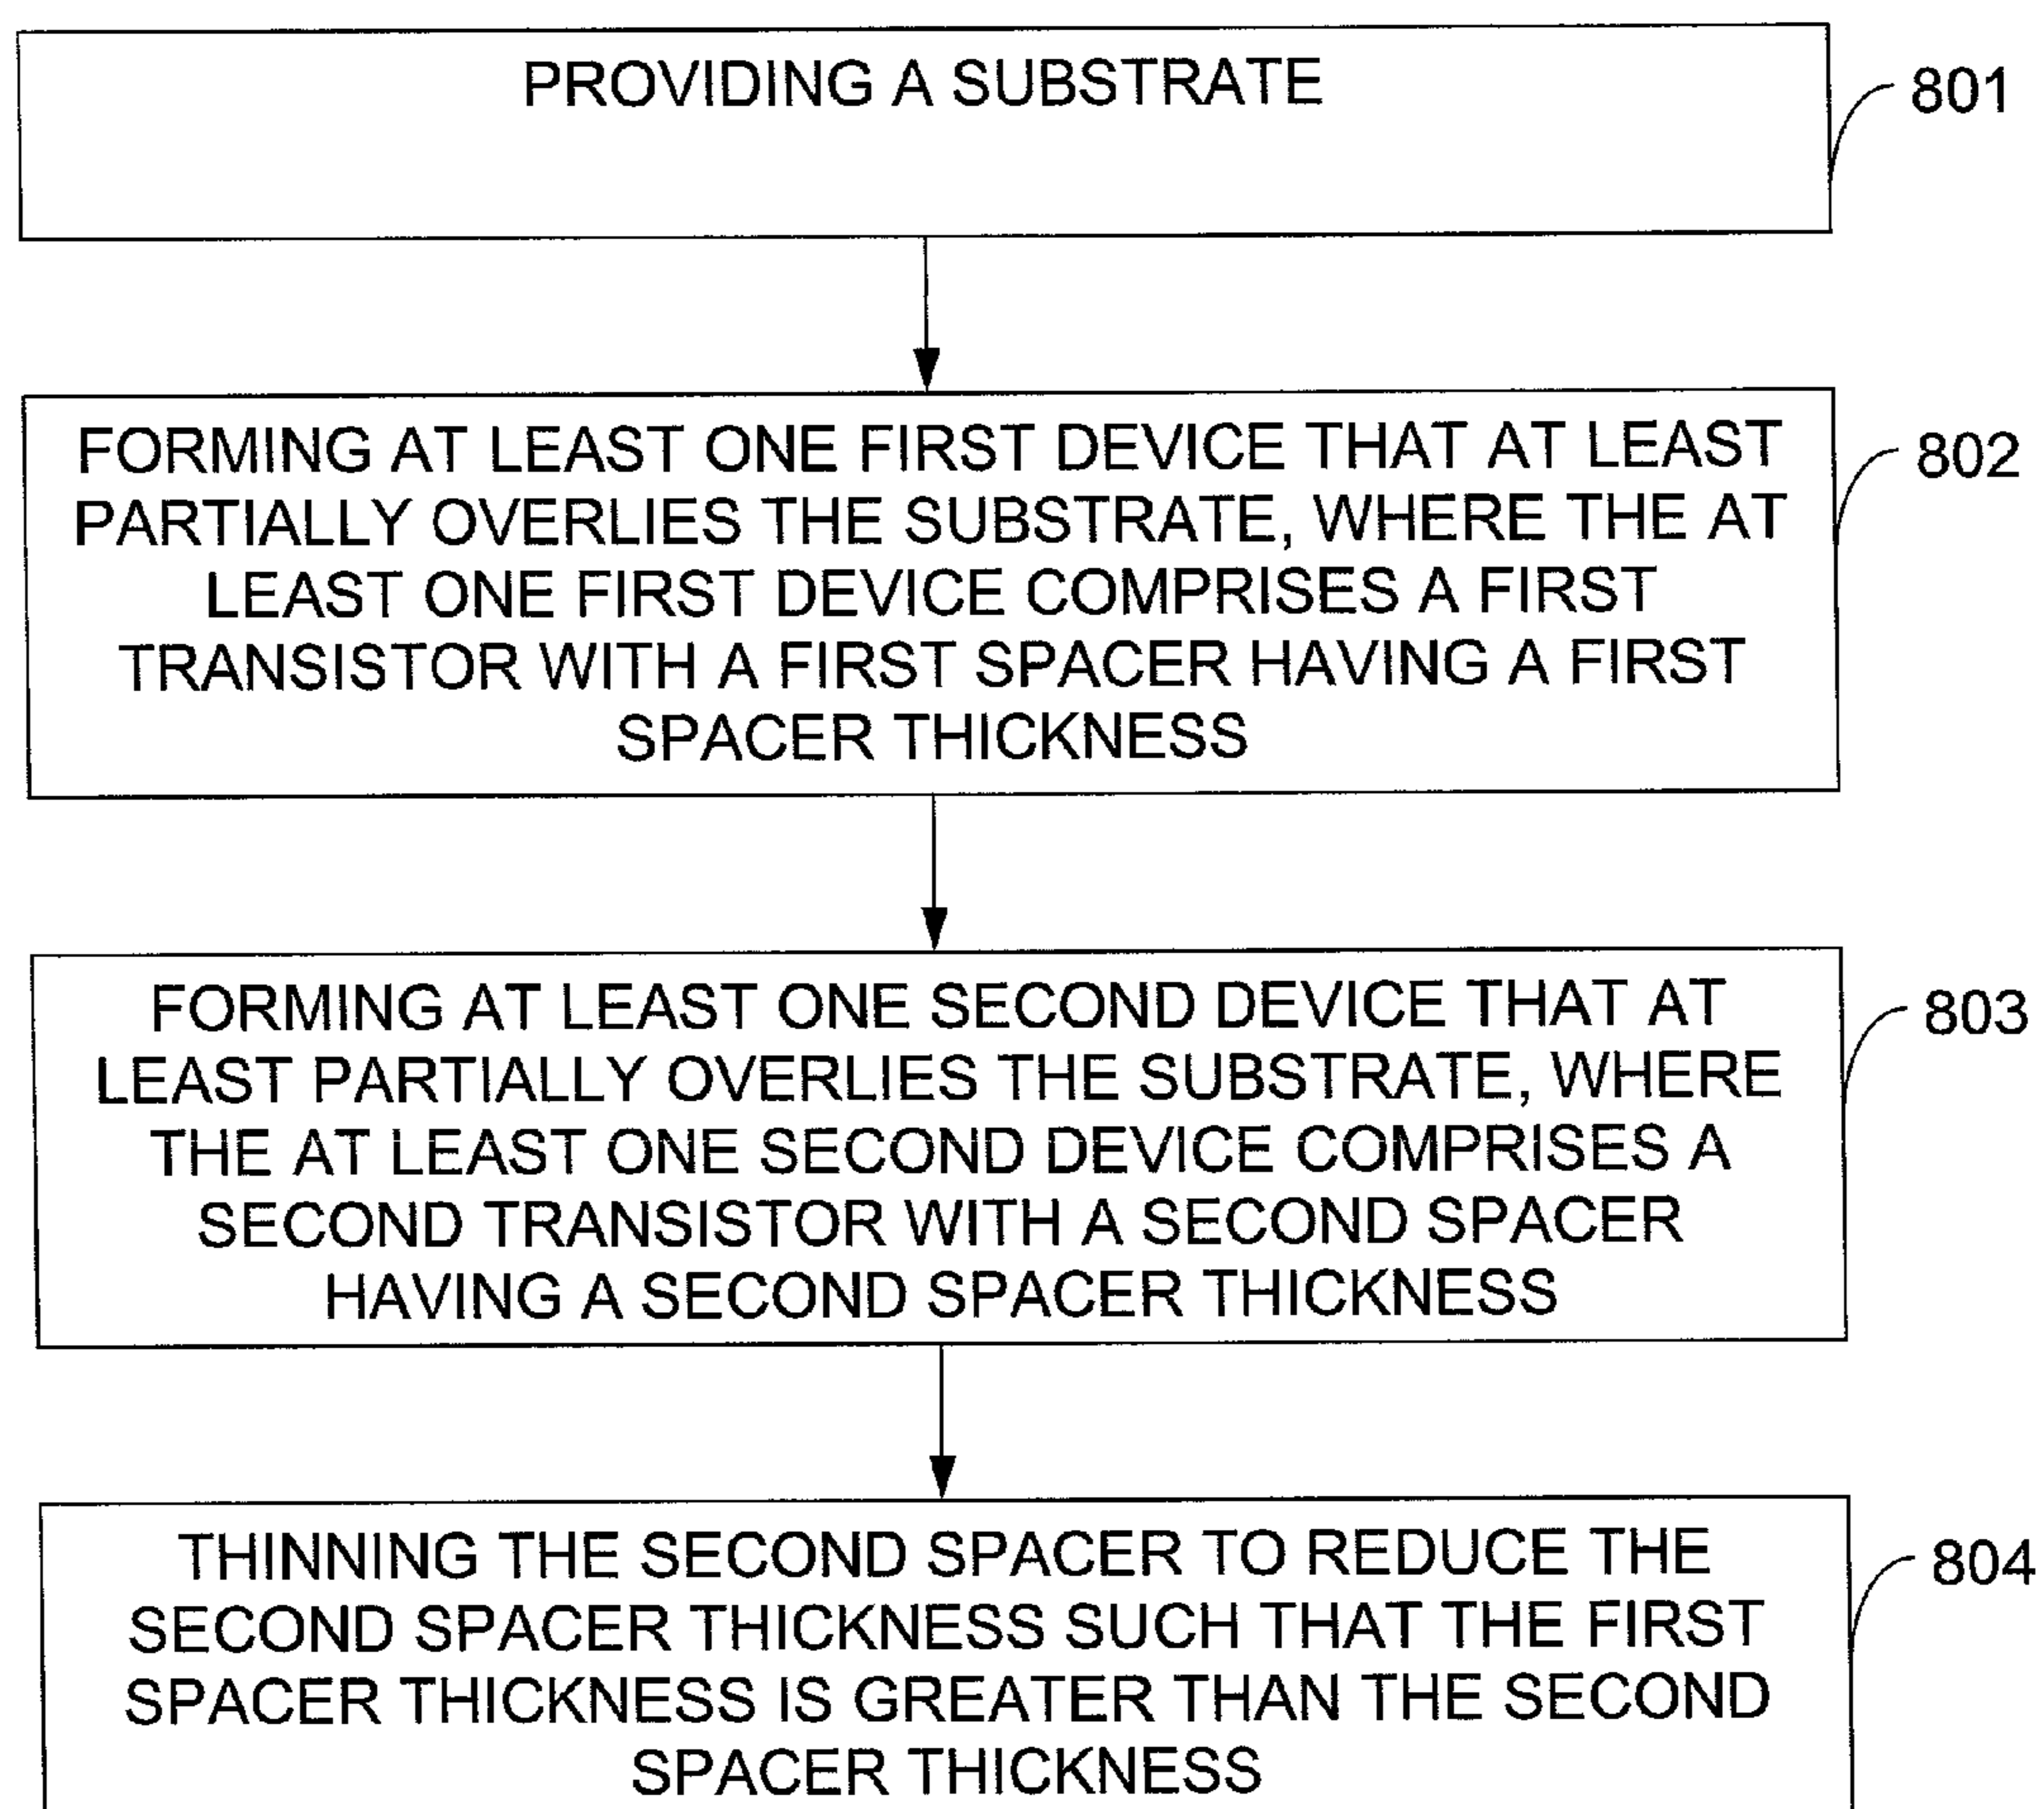 PROVIDING A SUBSTRATE
801
FORMING AT LEAST ONE FIRST DEVICE THAT AT LEAST
PARTIALLY OVERLIES THE SUBSTRATE, WHERE THE AT
LEAST ONE FIRST DEVICE COMPRISES A FIRST
TRANSISTOR WITH A FIRST SPACER HAVING A FIRST
SPACER THICKNESS
802
FORMING AT LEAST ONE SECOND DEVICE THAT AT
LEAST PARTIALLY OVERLIES THE SUBSTRATE, WHERE
THE AT LEAST ONE SECOND DEVICE COMPRISES A
SECOND TRANSISTOR WITH A SECOND SPACER
HAVING A SECOND SPACER THICKNESS
803
THINNING THE SECOND SPACER TO REDUCE THE
SECOND SPACER THICKNESS SUCH THAT THE FIRST
SPACER THICKNESS IS GREATER THAN THE SECOND
SPACER THICKNESS
804